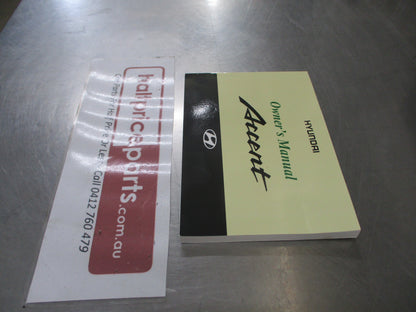 halfpriceparts.com.au
Call 0412 760 479
HYUNDAI
Owner's Manual
Accent